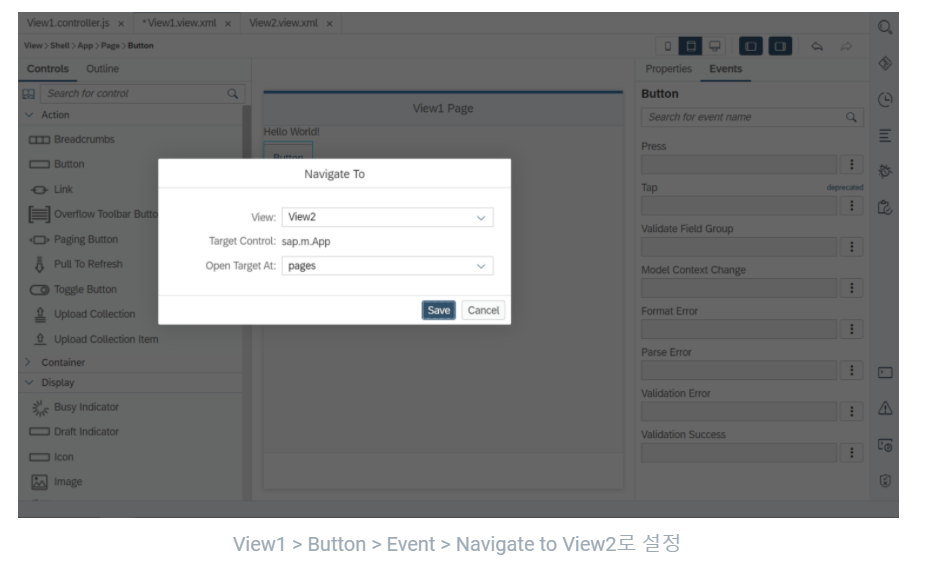 View1.controller.js × *View1.view.xml × View2.view.xml ×
View > Shell > App > Page > Button
Controls Outline
Search for control
Action
Breadcrumbs
Button
Link
Overflow Toolbar Butto
Paging Button
Pull To Refresh
Toggle Button
Upload Collection
Upload Collection Item
Container
Display
Busy Indicator
Draft Indicator
Icon
Image
View1 Page
Hello World!
Button
Navigate To
View: View2
Target Control: sap.m.App
Open Target At: pages
Save Cancel
Properties Events
Button
Search for event name
Press
Tap deprecated
Validate Field Group
Model Context Change
Format Error
Parse Error
Validation Error
Validation Success
View1 > Button > Event > Navigate to View2로 설정